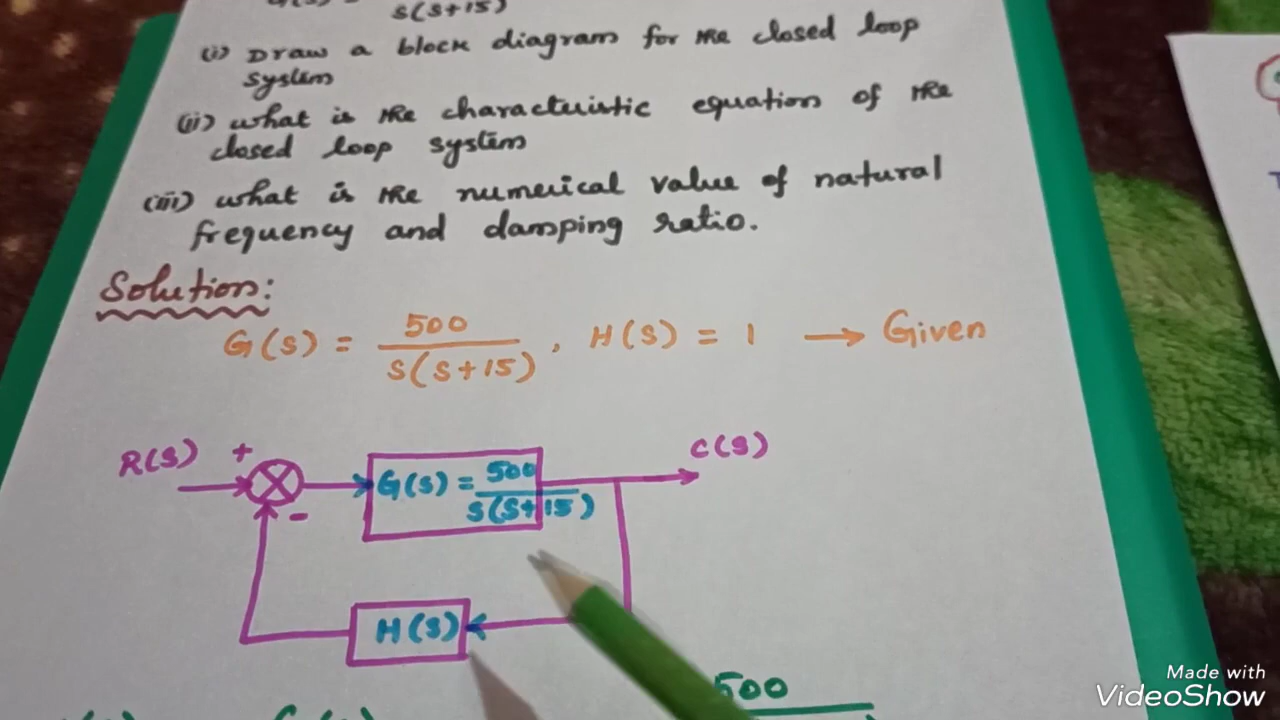 s(s+15)
(i) Draw a block diagram for the closed loop
system
(ii) what is the characteristic equation of the
closed loop system
(iii) what is the numerical value of natural
frequency and damping ratio.
Solution:
G(s) = 500 / s(s+15) , H(s) = 1 → Given
R(s) + - G(s) = 500 / s(s+15) C(s)
H(s)
500
Made with
VideoShow